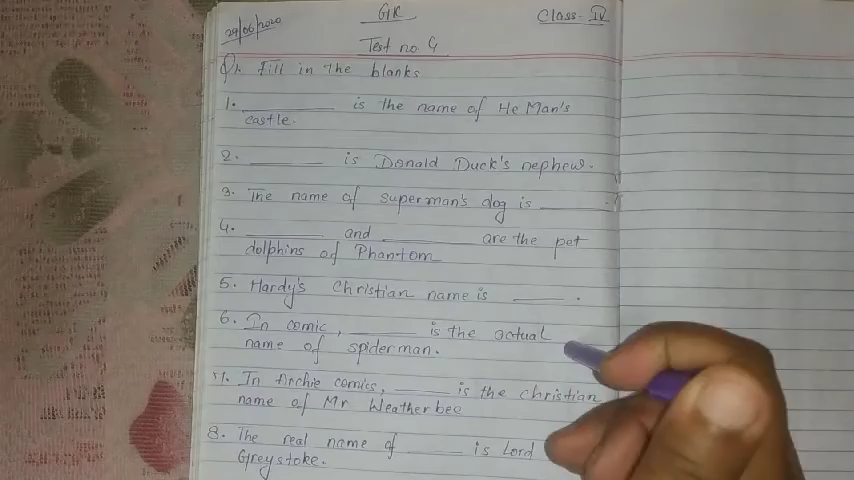 29/06/2020
GK
Class- IV
Test no. 4
Q1. Fill in the blanks
1. ________ is the name of He Man's
castle.
2. ________ is Donald Duck's nephew.
3. The name of superman's dog is ______.
4. ________ and ________ are the pet
dolphins of Phantom
5. Hardy's Christian name is ______.
6. In comic, ______ is the actual
name of spiderman.
7. In Archie comics, ______ is the christian
name of Mr Weatherbee
8. The real name of ______ is Lord
Greystoke.